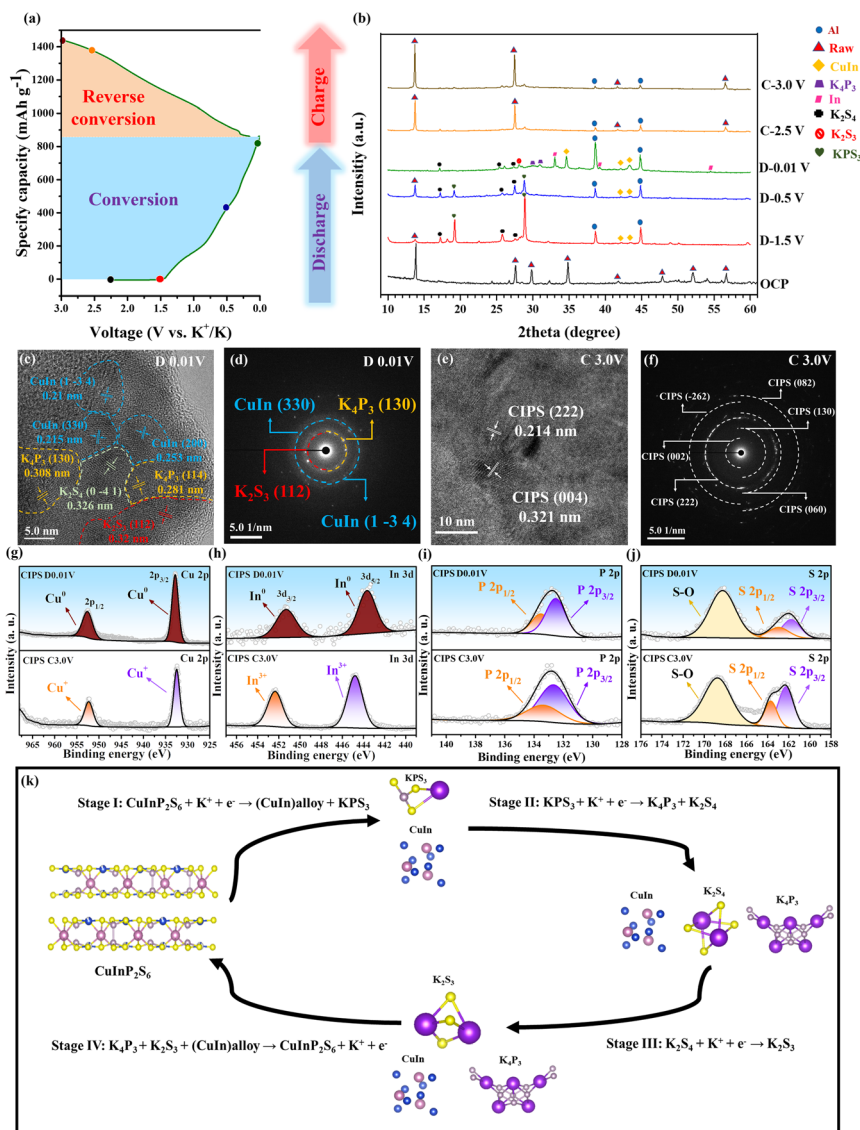 (a)
1400
1200
1000
800
600
400
200
0
Specify capacity (mAh g⁻¹)
Reverse
conversion
Conversion
3.0 2.5 2.0 1.5 1.0 0.5 0.0
Voltage (V vs. K⁺/K)
Charge
Discharge
(b)
Intensitiy (a.u.)
C-3.0 V
C-2.5 V
D-0.01 V
D-0.5 V
D-1.5 V
OCP
10 15 20 25 30 35 40 45 50 55 60
2theta (degree)
Al
Raw
CuIn
K₄P₃
In
K₂S₄
K₂S₃
KPS₃
(c) D 0.01V
CuIn (1 -3 4)
0.21 nm
CuIn (330)
0.215 nm
0.253 nm
K₄P₃ (130)
0.308 nm
K₄P₃ (114)
0.281 nm
K₂S₄ (0 -4 1)
0.326 nm
5.0 nm
(d) D 0.01V
CuIn (330)
K₄P₃ (130)
K₂S₃ (112)
CuIn (1 -3 4)
5.0 1/nm
(e) C 3.0V
CIPS (222)
0.214 nm
CIPS (004)
0.321 nm
10 nm
(f) C 3.0V
CIPS (-262)
CIPS (082)
CIPS (130)
CIPS (002)
CIPS (222)
CIPS (060)
5.0 1/nm
(g)
CIPS D0.01V
Cu 2p
2p₃/₂
2p₁/₂
Cu⁰
Cu⁰
CIPS C3.0V
Cu 2p
Cu⁺
Cu⁺
Intensity (a. u.)
965 960 955 950 945 940 935 930 925
Binding energy (eV)
(h)
CIPS D0.01V
In 3d
In⁰
3d₃/₂
In⁰
3d₅/₂
CIPS C3.0V
In 3d
In³⁺
In³⁺
Intensity (a. u.)
456 454 451 449 446 444 441 439
Binding energy (eV)
(i)
CIPS D0.01V
P 2p
P 2p₁/₂
P 2p₃/₂
CIPS C3.0V
P 2p
P 2p₁/₂
P 2p₃/₂
Intensity (a. u.)
140 138 136 134 132 130 128
Binding energy (eV)
(j)
CIPS D0.01V
S 2p
S-O
S 2p₁/₂
S 2p₃/₂
CIPS C3.0V
S 2p
S-O
S 2p₁/₂
S 2p₃/₂
Intensity (a. u.)
176 174 172 170 167 165 163 161 158
Binding energy (eV)
(k)
Stage I: CuInP₂S₆ + K⁺ + e⁻ → (CuIn)alloy + KPS₃
KPS₃
CuIn
Stage II: KPS₃ + K⁺ + e⁻ → K₄P₃ + K₂S₄
CuIn
K₂S₄
K₄P₃
CuInP₂S₆
K₂S₃
Stage IV: K₄P₃ + K₂S₃ + (CuIn)alloy → CuInP₂S₆ + K⁺ + e⁻
CuIn
K₄P₃
Stage III: K₂S₄ + K⁺ + e⁻ → K₂S₃